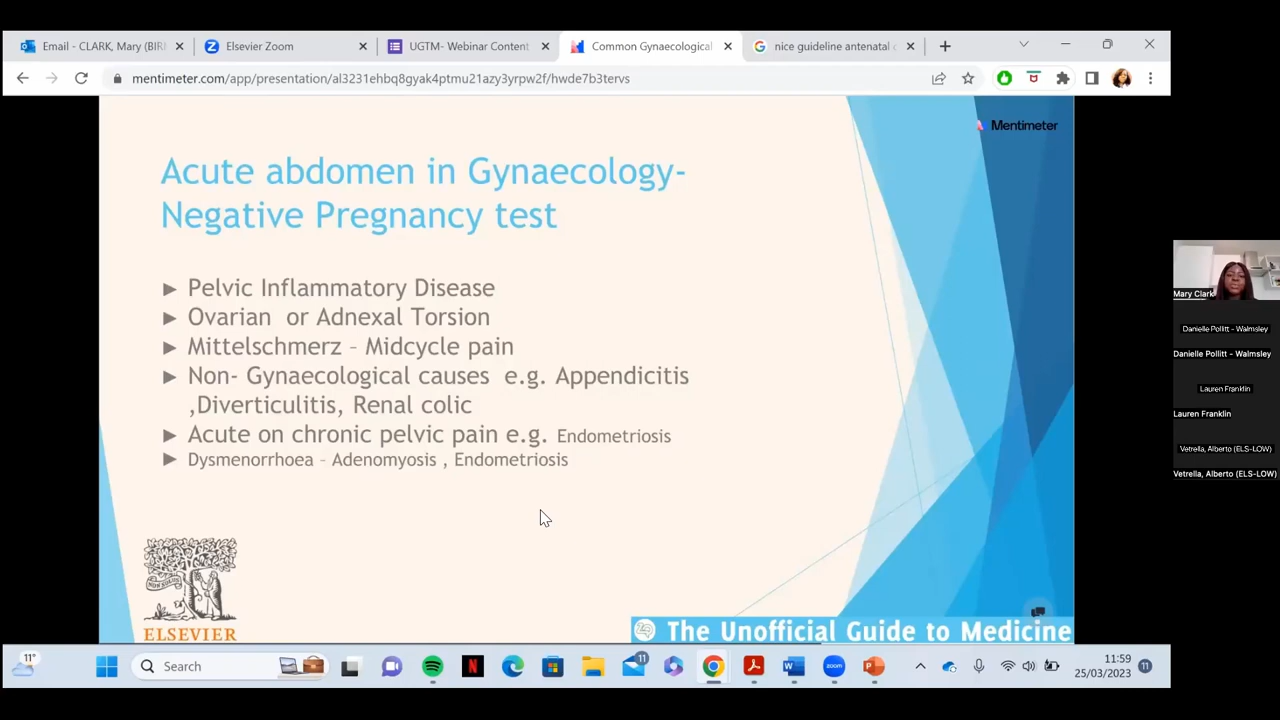 Email - CLARK, Mary (BIR
Elsevier Zoom
UGTM- Webinar Content
Common Gynaecological
nice guideline antenatal
mentimeter.com/app/presentation/al3231ehbq8gyak4ptmu21azy3yrpw2f/hwde7b3tervs
Mentimeter
Acute abdomen in Gynaecology-
Negative Pregnancy test
► Pelvic Inflammatory Disease
► Ovarian or Adnexal Torsion
► Mittelschmerz – Midcycle pain
► Non- Gynaecological causes e.g. Appendicitis
,Diverticulitis, Renal colic
► Acute on chronic pelvic pain e.g. Endometriosis
► Dysmenorrhoea – Adenomyosis , Endometriosis
ELSEVIER
The Unofficial Guide to Medicine
Mary Clark
Danielle Pollitt - Walmsley
Danielle Pollitt - Walmsley
Lauren Franklin
Lauren Franklin
Vetrella, Alberto (ELS-LOW)
Vetrella, Alberto (ELS-LOW)
11°
Search
11
zoom
11:59
25/03/2023
11